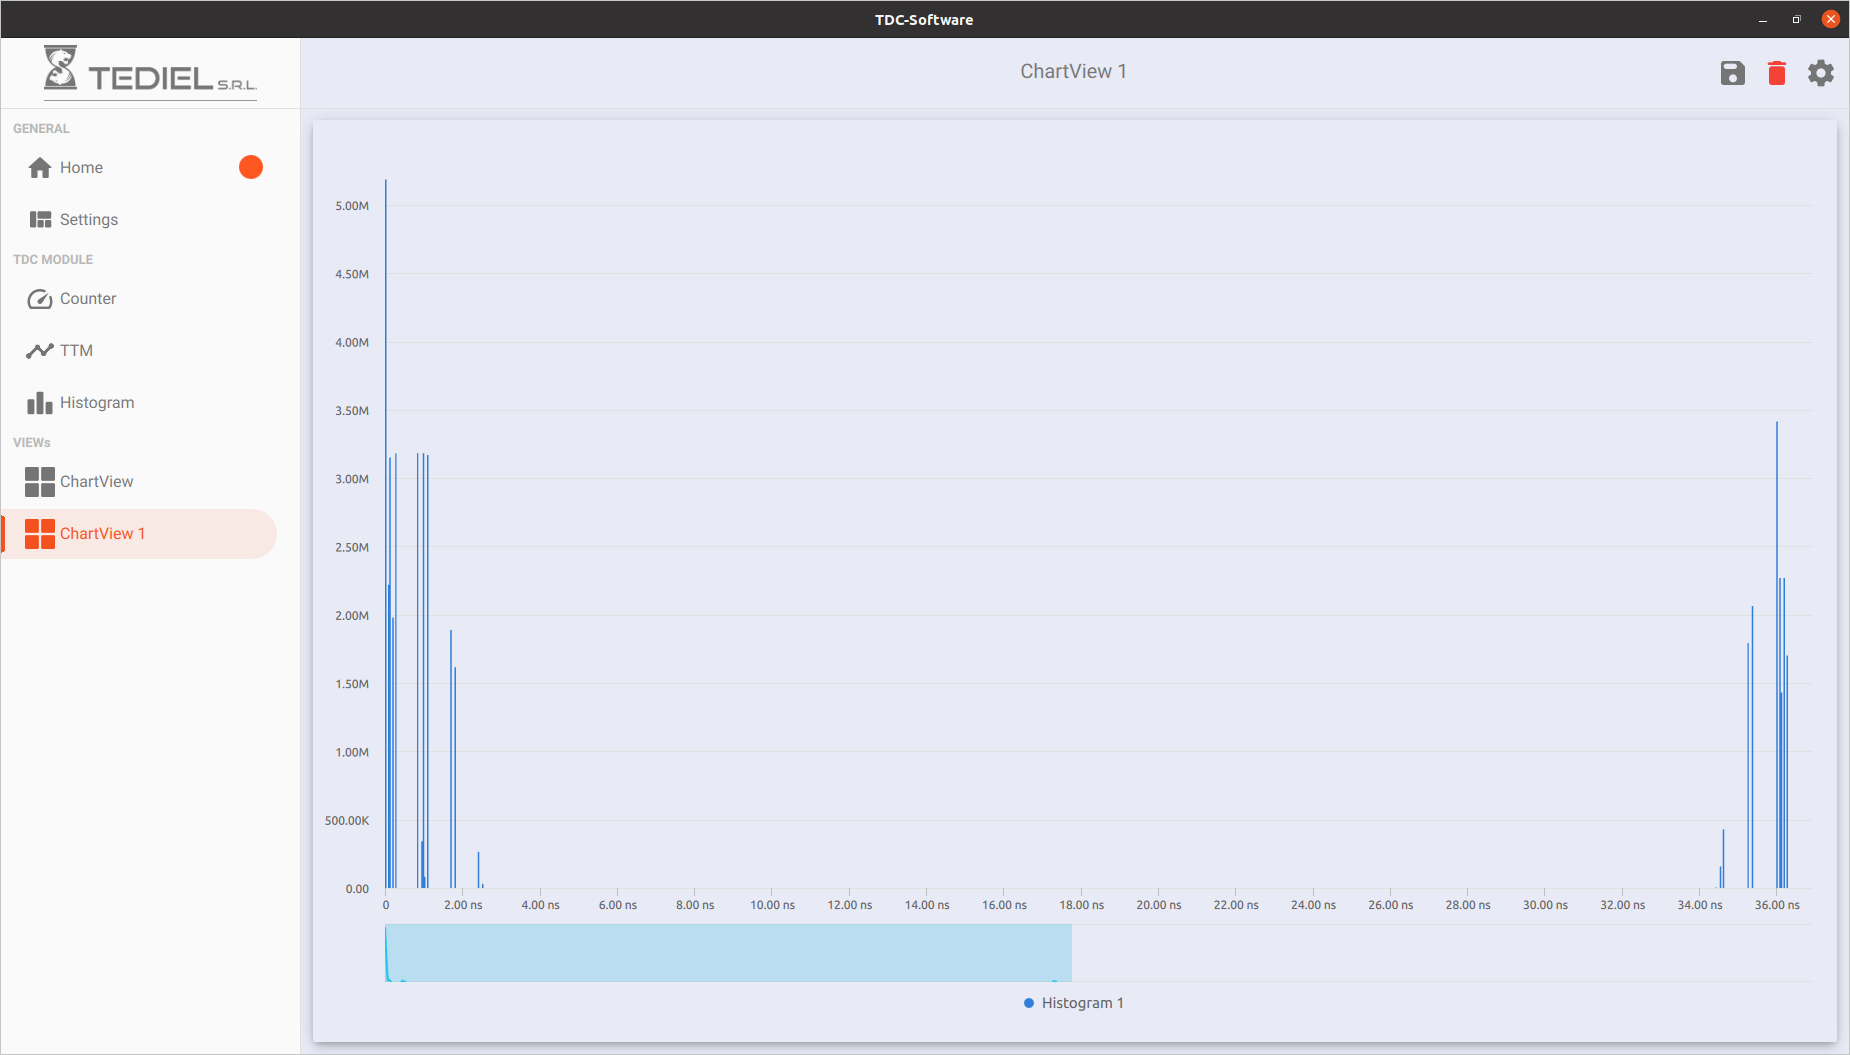 TDC-Software
TEDIEL S.R.L.
ChartView 1
GENERAL
Home
Settings
TDC MODULE
Counter
TTM
Histogram
VIEWs
ChartView
ChartView 1
5.00M
4.50M
4.00M
3.50M
3.00M
2.50M
2.00M
1.50M
1.00M
500.00K
0.00
0 2.00 ns 4.00 ns 6.00 ns 8.00 ns 10.00 ns 12.00 ns 14.00 ns 16.00 ns 18.00 ns 20.00 ns 22.00 ns 24.00 ns 26.00 ns 28.00 ns 30.00 ns 32.00 ns 34.00 ns 36.00 ns
Histogram 1